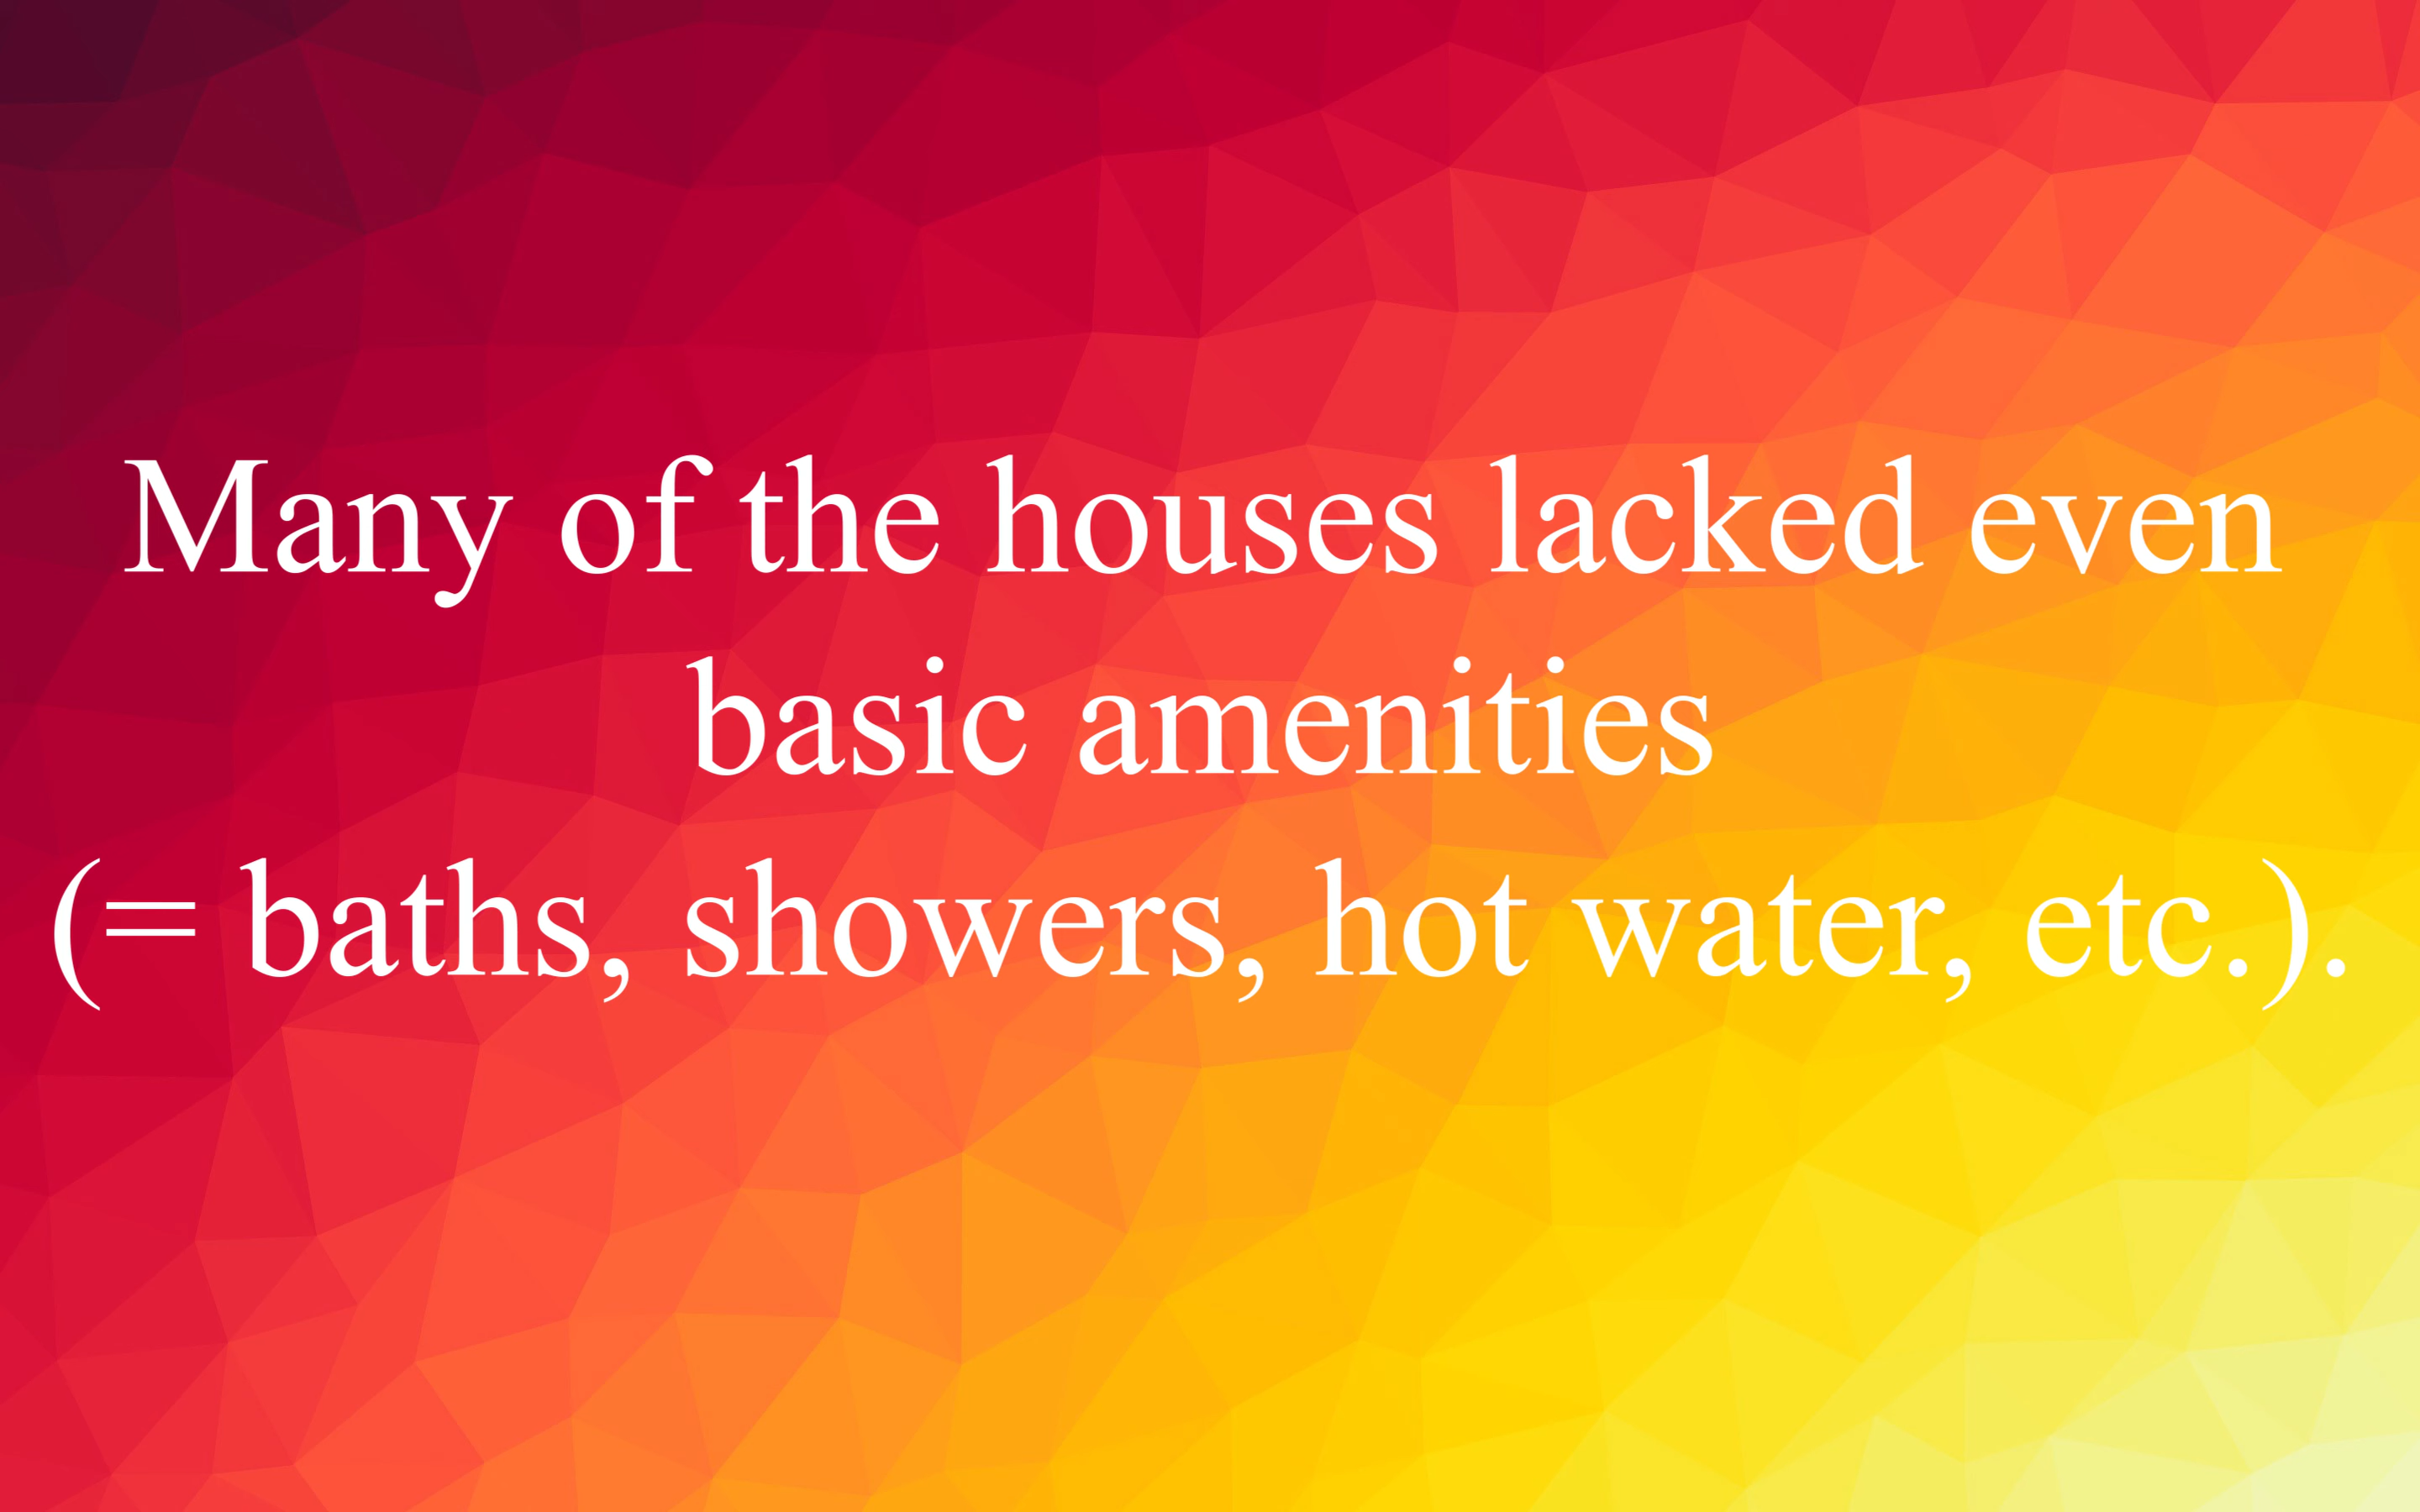 Many of the houses lacked even
basic amenities
(= baths, showers, hot water, etc.).